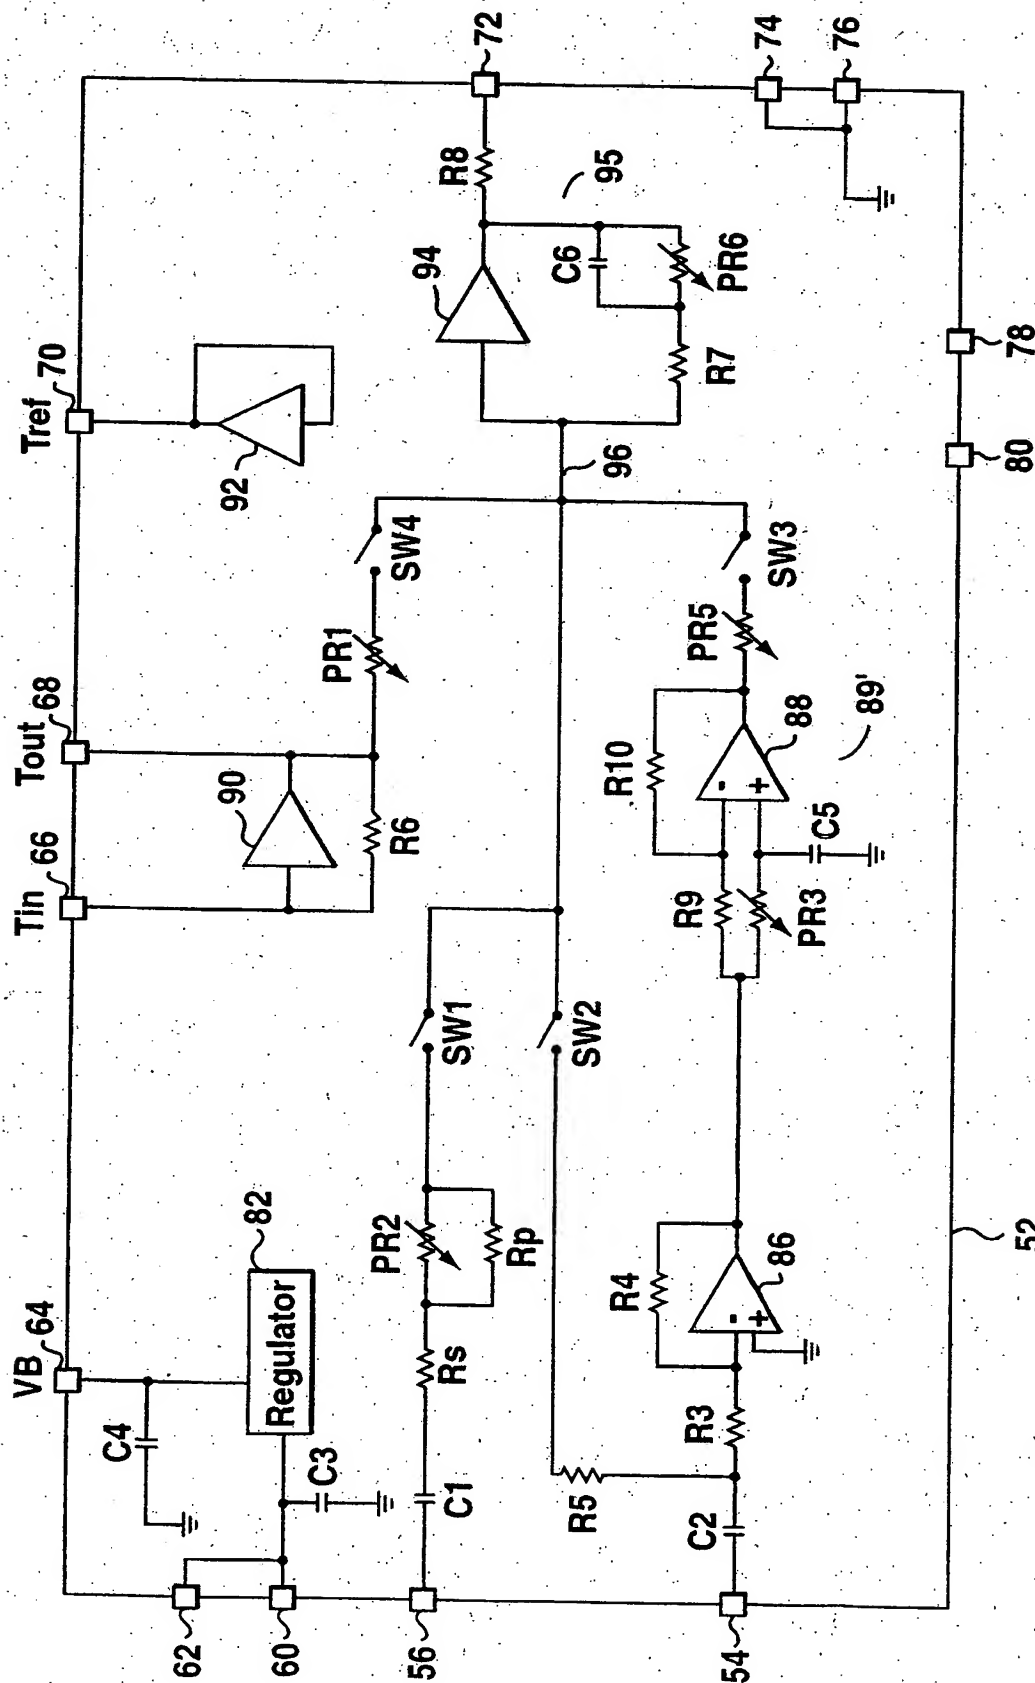 72
74
76
R8
95
94
C6
PR6
R7
Tref
70
92
78
80
96
SW4
SW3
PR1
PR5
Tout
68
88
89'
90
R10
- +
R6
C5
Tin
66
R9
PR3
SW1
SW2
82
PR2
Rp
86
R4
- +
52
VB
64
Regulator
Rs
R3
C4
C3
C1
R5
C2
62
60
56
54